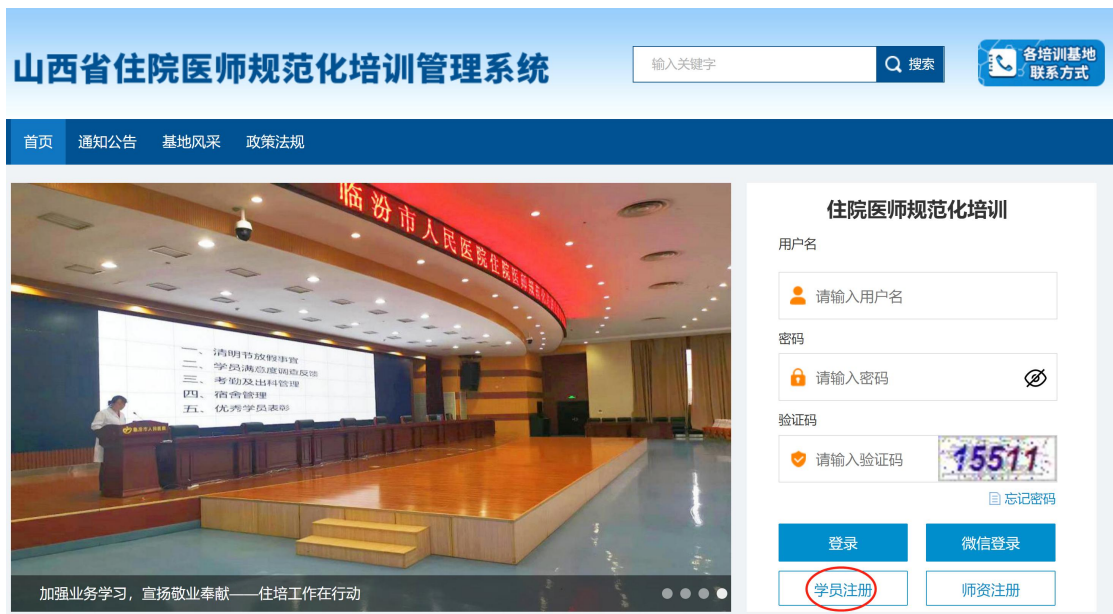 山西省住院医师规范化培训管理系统
输入关键字
搜索
各培训基地
联系方式
首页 通知公告 基地风采 政策法规
临汾市人民医院住院医师规范化
一、清明节放假事宜
二、学员满意度调查反馈
三、考勤及出科管理
四、宿舍管理
五、优秀学员表彰
加强业务学习，宣扬敬业奉献——住培工作在行动
住院医师规范化培训
用户名
请输入用户名
密码
请输入密码
验证码
请输入验证码
15511
忘记密码
登录 微信登录
学员注册 师资注册